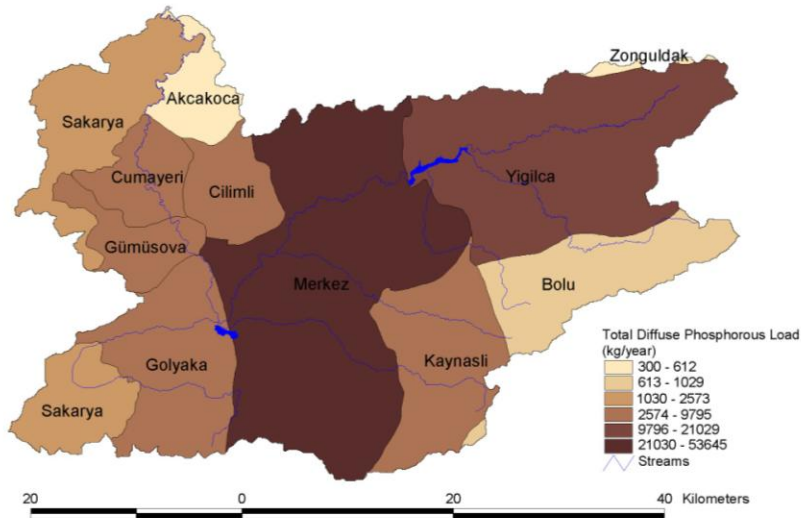 Zonguldak
Akcakoca
Sakarya
Cumayeri
Cilimli
Yigilca
Gümüsova
Merkez
Bolu
Golyaka
Kaynasli
Sakarya
Total Diffuse Phosphorous Load
(kg/year)
300 - 612
613 - 1029
1030 - 2573
2574 - 9795
9796 - 21029
21030 - 53645
Streams
20 0 20 40 Kilometers